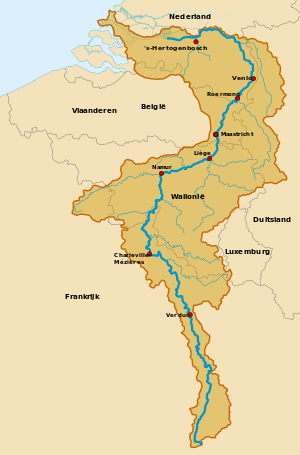 Nederland
's-Hertogenbosch
Venlo
Roermond
Vlaanderen
België
Maastricht
Liège
Namur
Wallonië
Duitsland
Luxemburg
Charleville-
Mézières
Frankrijk
Verdun